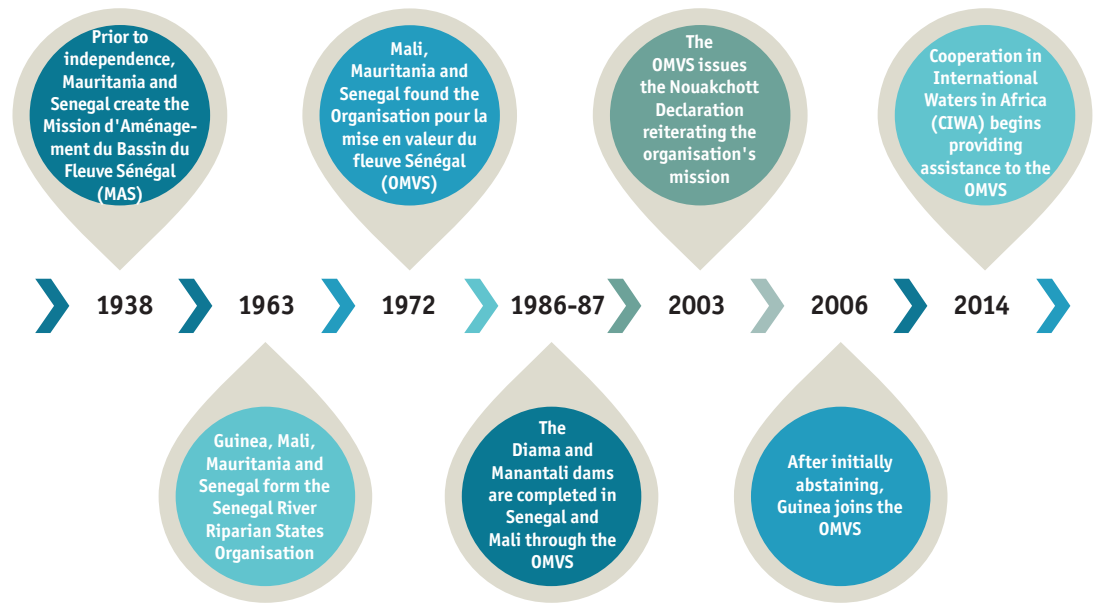 Prior to
independence,
Mauritania and
Senegal create the
Mission d'Aménage-
ment du Bassin du
Fleuve Sénégal
(MAS)
Mali,
Mauritania and
Senegal found the
Organisation pour la
mise en valeur du
fleuve Sénégal
(OMVS)
The
OMVS issues
the Nouakchott
Declaration
reiterating the
organisation's
mission
Cooperation in
International
Waters in Africa
(CIWA) begins
providing
assistance to the
OMVS
1938
1963
1972
1986-87
2003
2006
2014
Guinea, Mali,
Mauritania and
Senegal form the
Senegal River
Riparian States
Organisation
The
Diama and
Manantali dams
are completed in
Senegal and
Mali through the
OMVS
After initially
abstaining,
Guinea joins the
OMVS